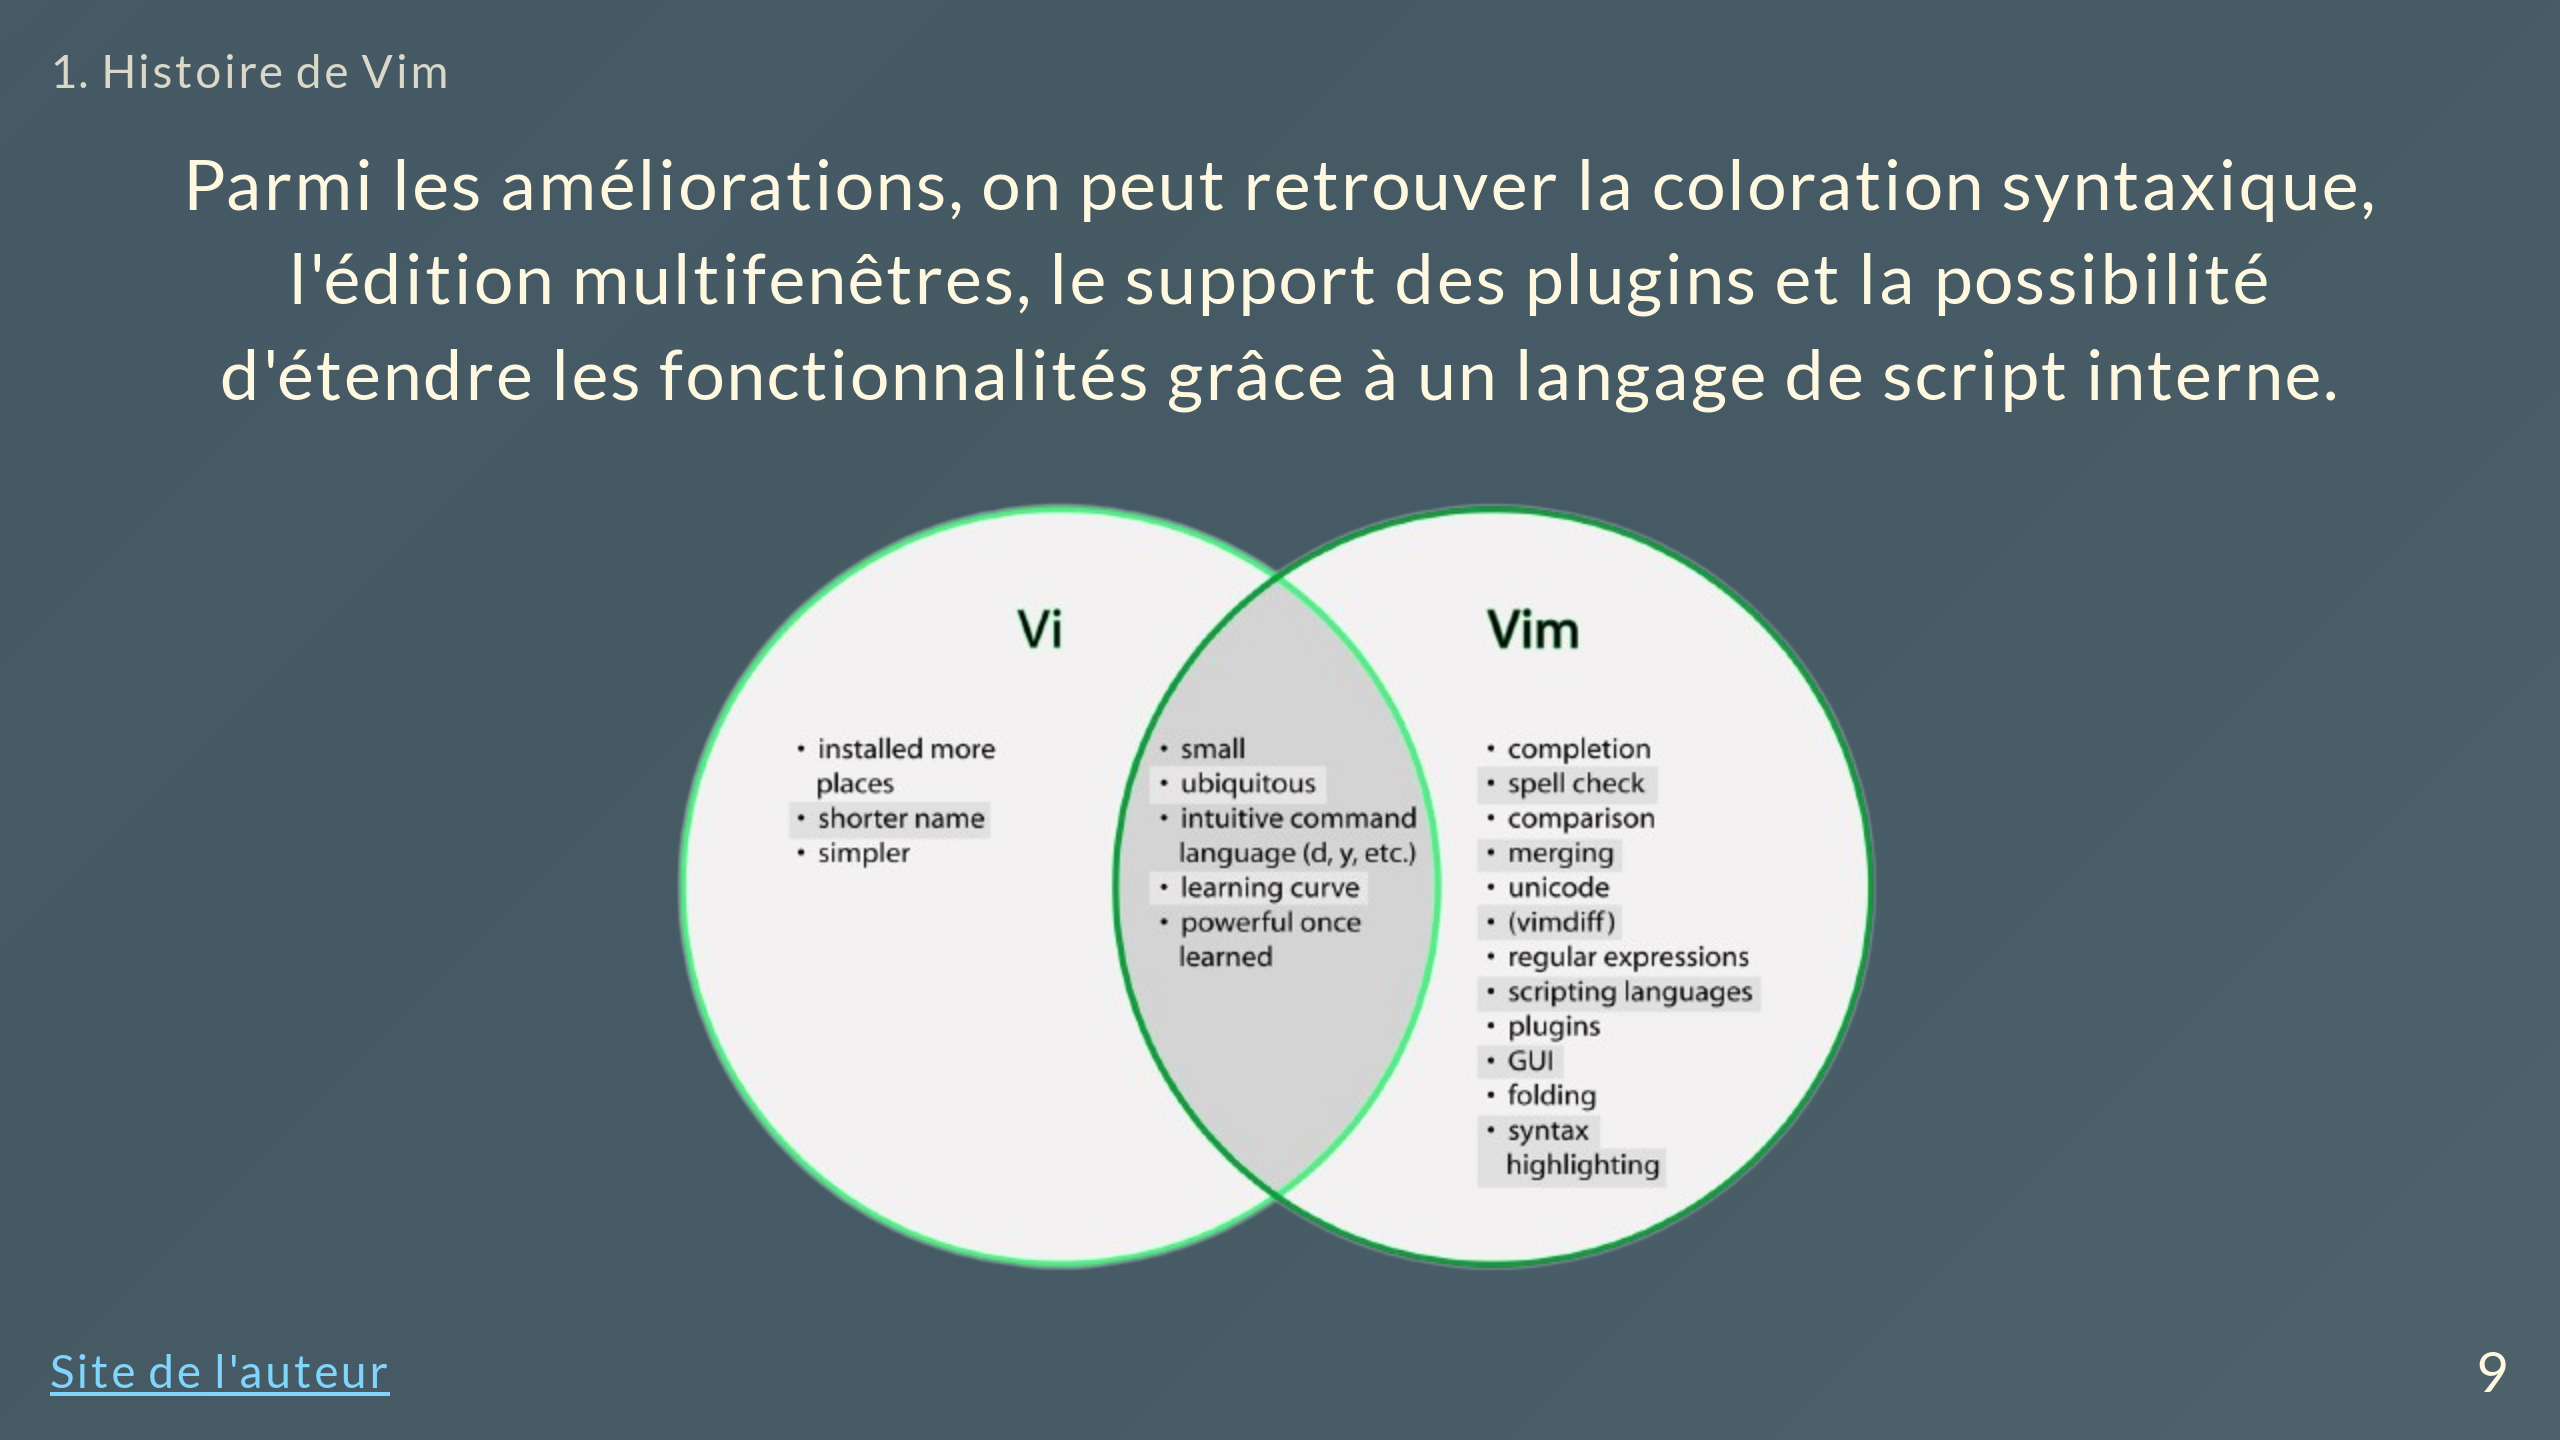 1. Histoire de Vim
Parmi les améliorations, on peut retrouver la coloration syntaxique,
l'édition multifenêtres, le support des plugins et la possibilité
d'étendre les fonctionnalités grâce à un langage de script interne.
Vi
• installed more
places
• shorter name
• simpler
• small
• ubiquitous
• intuitive command
language (d, y, etc.)
• learning curve
• powerful once
learned
Vim
• completion
• spell check
• comparison
• merging
• unicode
• (vimdiff)
• regular expressions
• scripting languages
• plugins
• GUI
• folding
• syntax
highlighting
Site de l'auteur
9